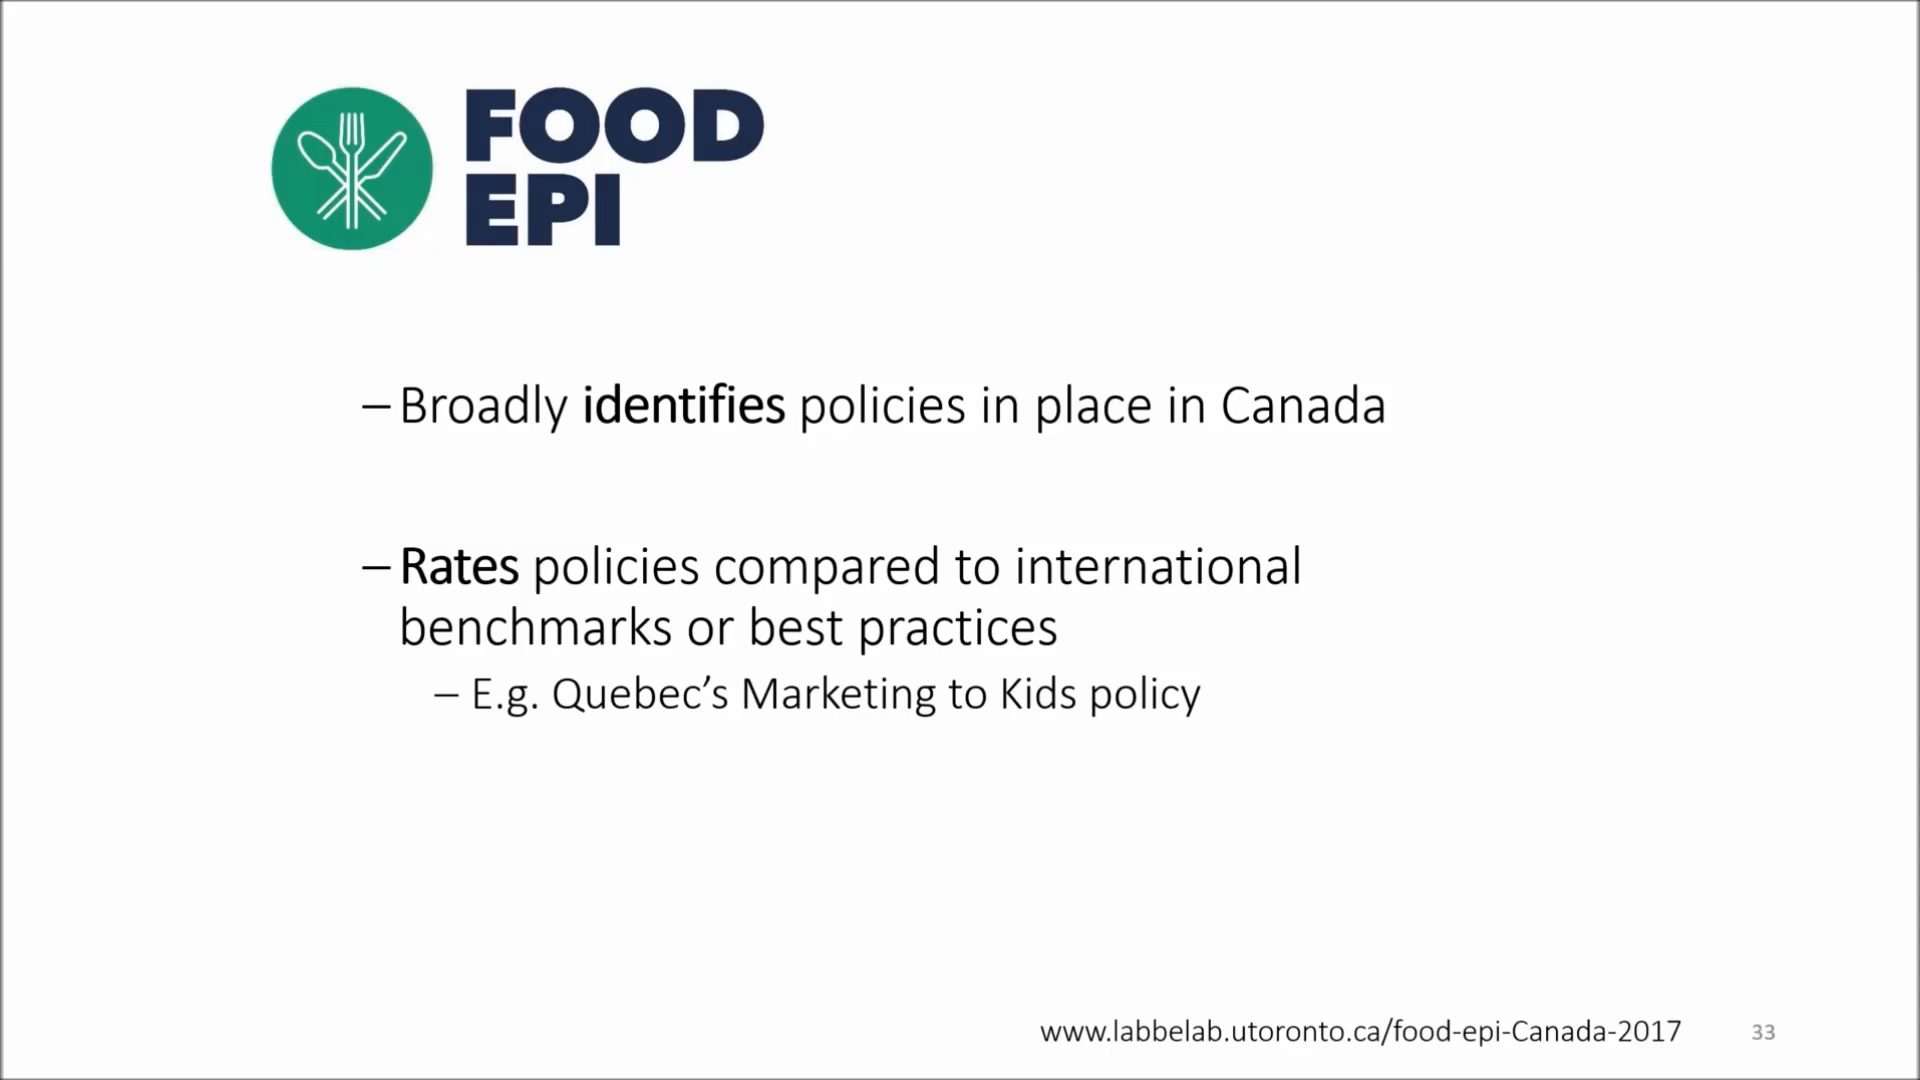 FOOD
EPI
– Broadly identifies policies in place in Canada
– Rates policies compared to international
benchmarks or best practices
– E.g. Quebec’s Marketing to Kids policy
www.labbelab.utoronto.ca/food-epi-Canada-2017
33